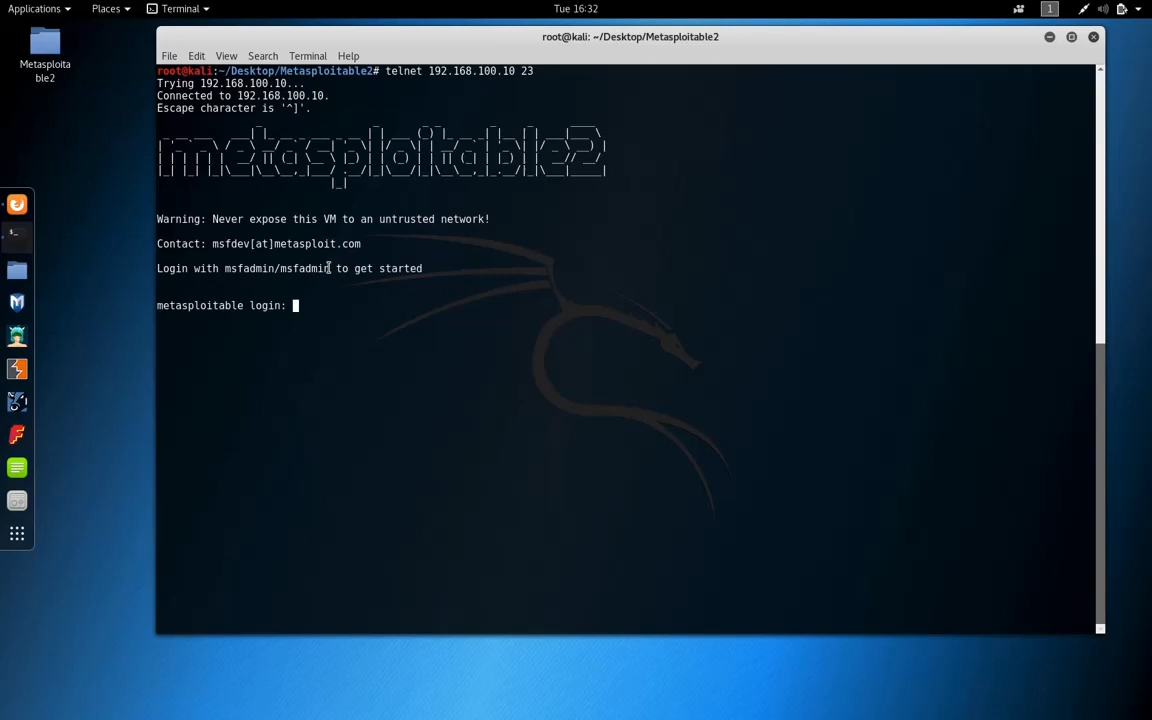 Applications Places Terminal Tue 16:32 1
Metasploita
ble2
root@kali: ~/Desktop/Metasploitable2
File Edit View Search Terminal Help
root@kali:~/Desktop/Metasploitable2# telnet 192.168.100.10 23
Trying 192.168.100.10...
Connected to 192.168.100.10.
Escape character is '^]'.
metasploitable2
Warning: Never expose this VM to an untrusted network!
Contact: msfdev[at]metasploit.com
Login with msfadmin/msfadmin to get started
metasploitable login: